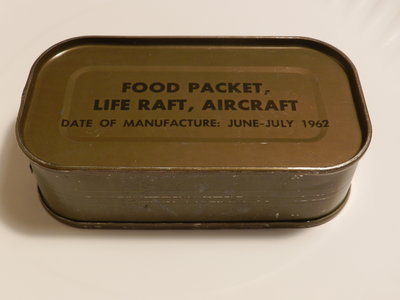 FOOD PACKET,
LIFE RAFT, AIRCRAFT
DATE OF MANUFACTURE: JUNE-JULY 1962